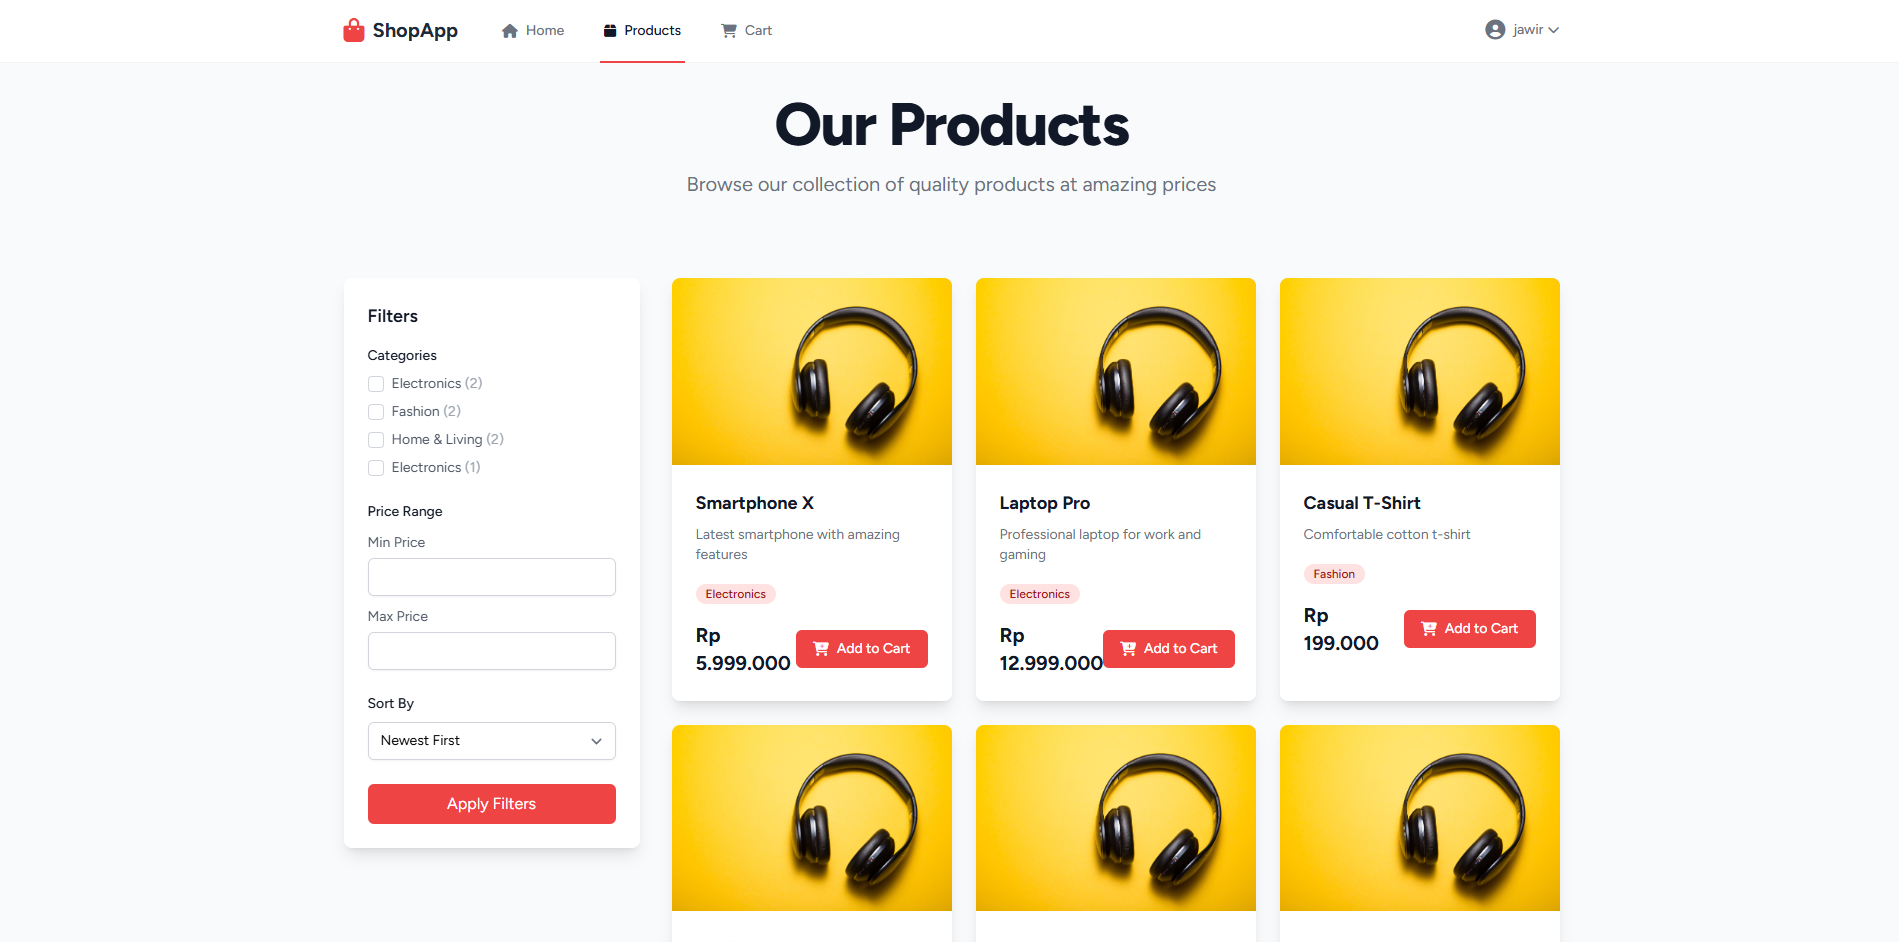 ShopApp
Home
Products
Cart
jawir
Our Products
Browse our collection of quality products at amazing prices
Filters
Categories
Electronics (2)
Fashion (2)
Home & Living (2)
Electronics (1)
Price Range
Min Price
Max Price
Sort By
Newest First
Apply Filters
Smartphone X
Latest smartphone with amazing
features
Electronics
Rp
5.999.000
Add to Cart
Laptop Pro
Professional laptop for work and
gaming
Electronics
Rp
12.999.000
Add to Cart
Casual T-Shirt
Comfortable cotton t-shirt
Fashion
Rp
199.000
Add to Cart